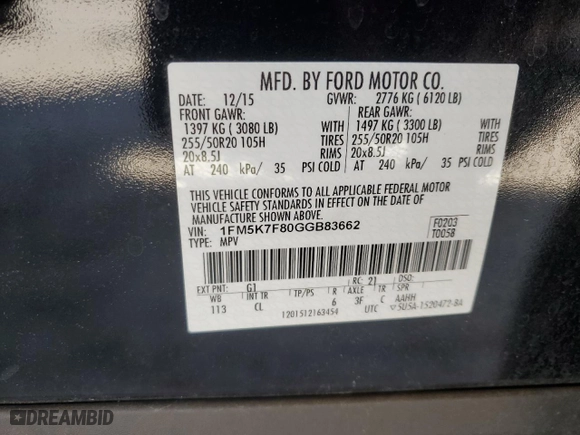 MFD. BY FORD MOTOR CO.
DATE: 12/15 GVWR: 2776 KG ( 6120 LB)
FRONT GAWR: REAR GAWR:
1397 KG ( 3080 LB) WITH 1497 KG ( 3300 LB) WITH
255/50R20 105H TIRES 255/50R20 105H TIRES
20x8.5J RIMS 20x8.5J RIMS
AT 240 kPa/ 35 PSI COLD AT 240 kPa/ 35 PSI COLD
THIS VEHICLE CONFORMS TO ALL APPLICABLE FEDERAL MOTOR
VEHICLE SAFETY STANDARDS IN EFFECT ON THE DATE OF
MANUFACTURE SHOWN ABOVE.
VIN: 1FM5K7F80GGB83662 F0203
TYPE: MPV T0058
EXT PNT: G1 RC: 21 DSO:
WB INT TR TP/PS R AXLE TR SPR
113 CL 6 3F C AAHH
1201512163454 UTC 5U5A-1520472-BA
DREAMBID